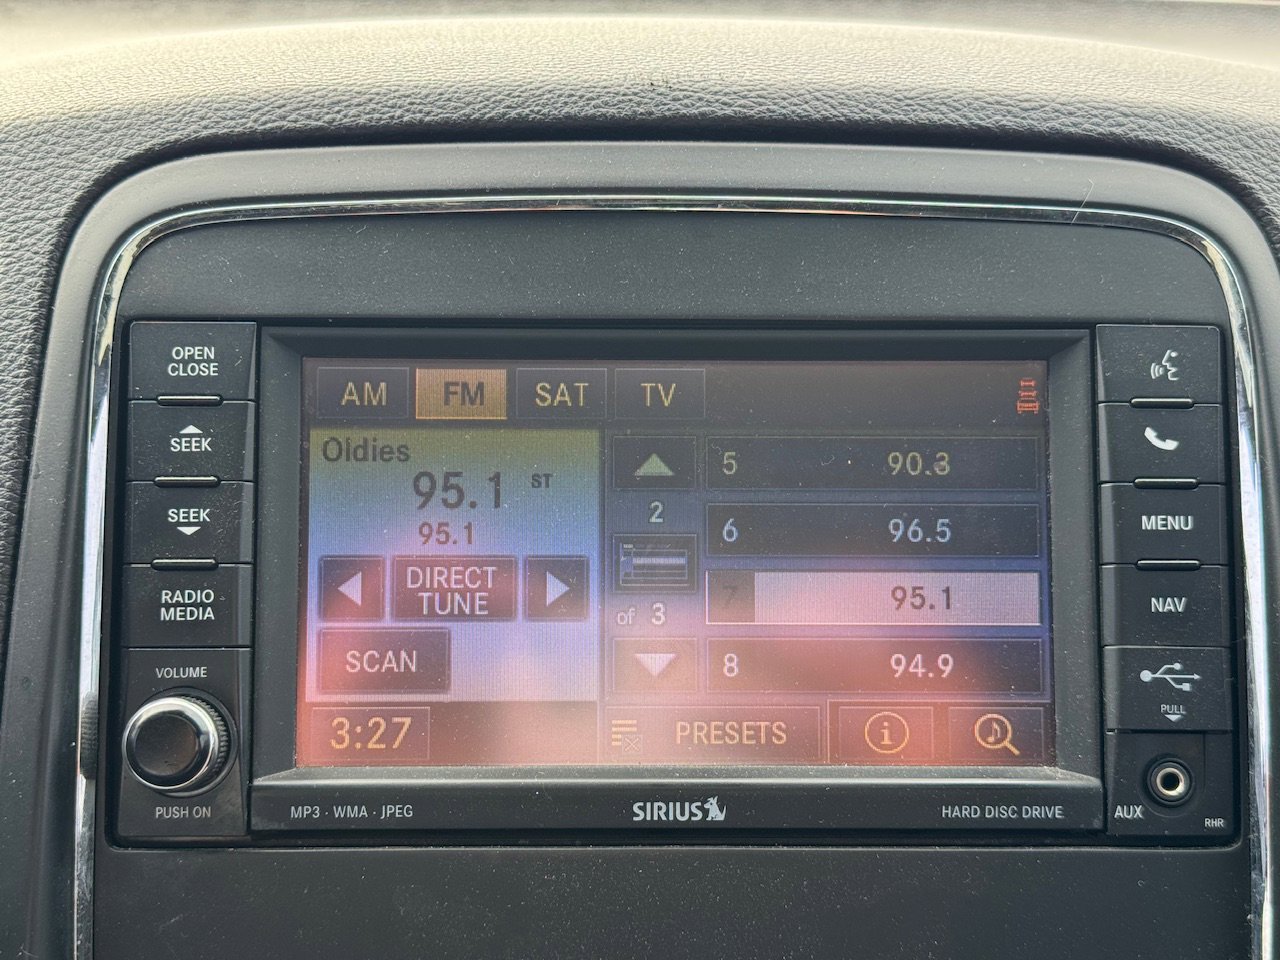 OPEN
CLOSE
SEEK
SEEK
RADIO
MEDIA
VOLUME
PUSH ON
AM FM SAT TV
Oldies
95.1 ST
95.1
DIRECT
TUNE
SCAN
3:27
2
of 3
5 90.3
6 96.5
7 95.1
8 94.9
PRESETS
i
MP3 · WMA · JPEG
SIRIUS
HARD DISC DRIVE
MENU
NAV
PULL
AUX
RHR